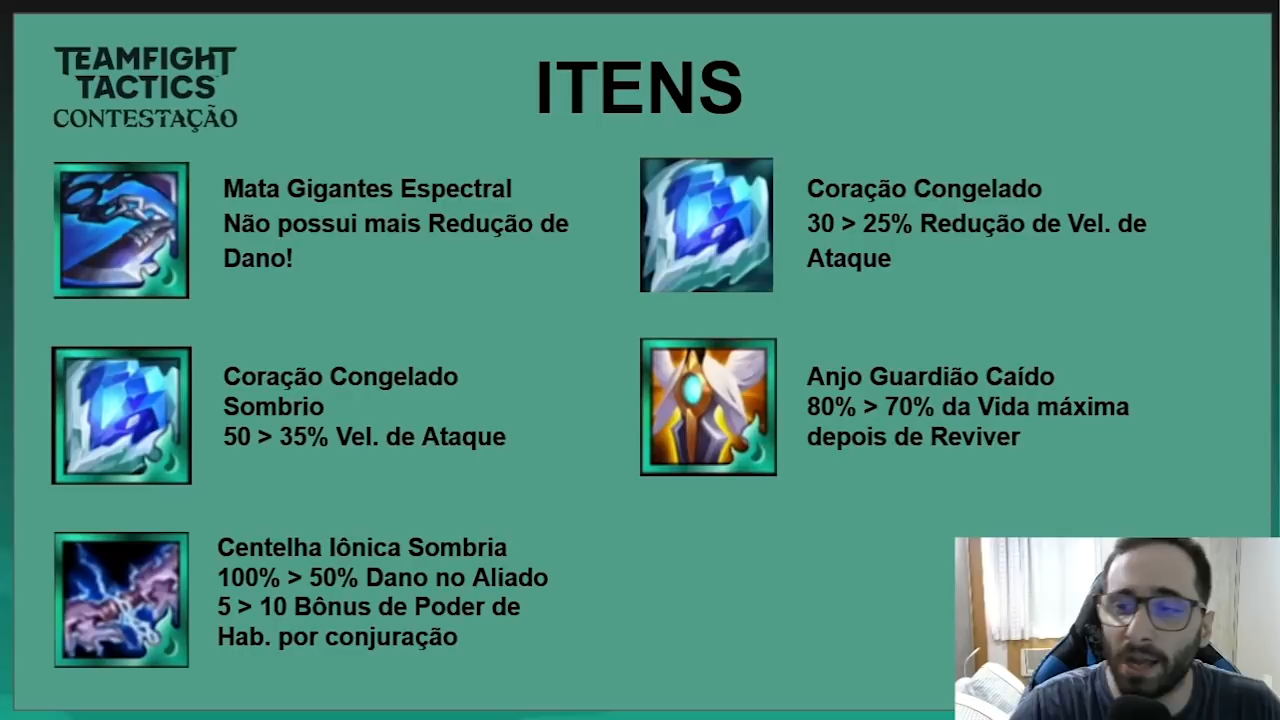 TEAMFIGHT
TACTICS
CONTESTAÇÃO
ITENS
Mata Gigantes Espectral
Não possui mais Redução de
Dano!
Coração Congelado
30 > 25% Redução de Vel. de
Ataque
Coração Congelado
Sombrio
50 > 35% Vel. de Ataque
Anjo Guardião Caído
80% > 70% da Vida máxima
depois de Reviver
Centelha Iônica Sombria
100% > 50% Dano no Aliado
5 > 10 Bônus de Poder de
Hab. por conjuração